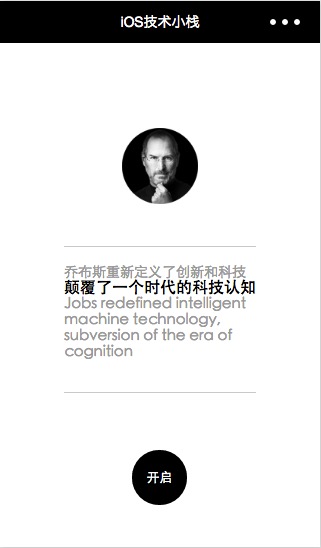 iOS技术小栈
乔布斯重新定义了创新和科技
颠覆了一个时代的科技认知
Jobs redefined intelligent
machine technology,
subversion of the era of
cognition
开启